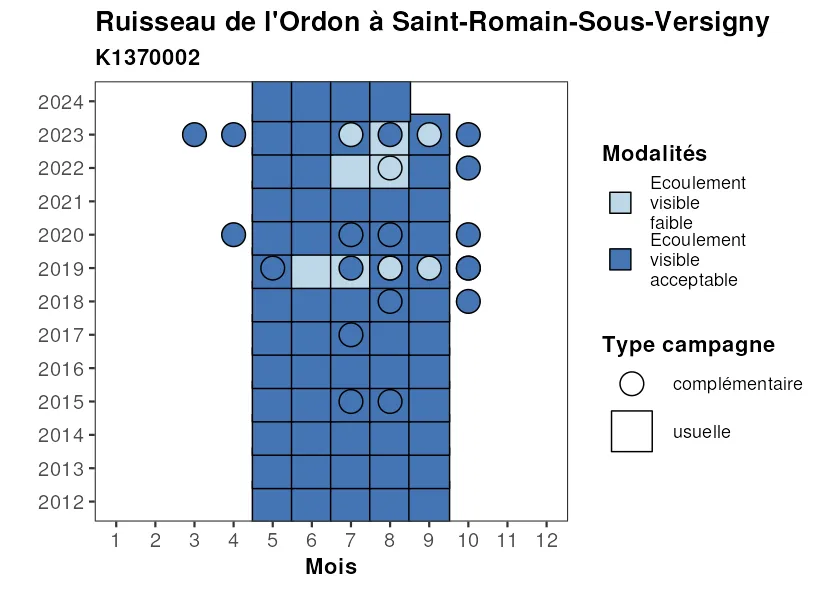 Ruisseau de l'Ordon à Saint-Romain-Sous-Versigny
K1370002
2024
2023
2022
2021
2020
2019
2018
2017
2016
2015
2014
2013
2012
1 2 3 4 5 6 7 8 9 10 11 12
Mois
Modalités
Ecoulement
visible
faible
Ecoulement
visible
acceptable
Type campagne
complémentaire
usuelle